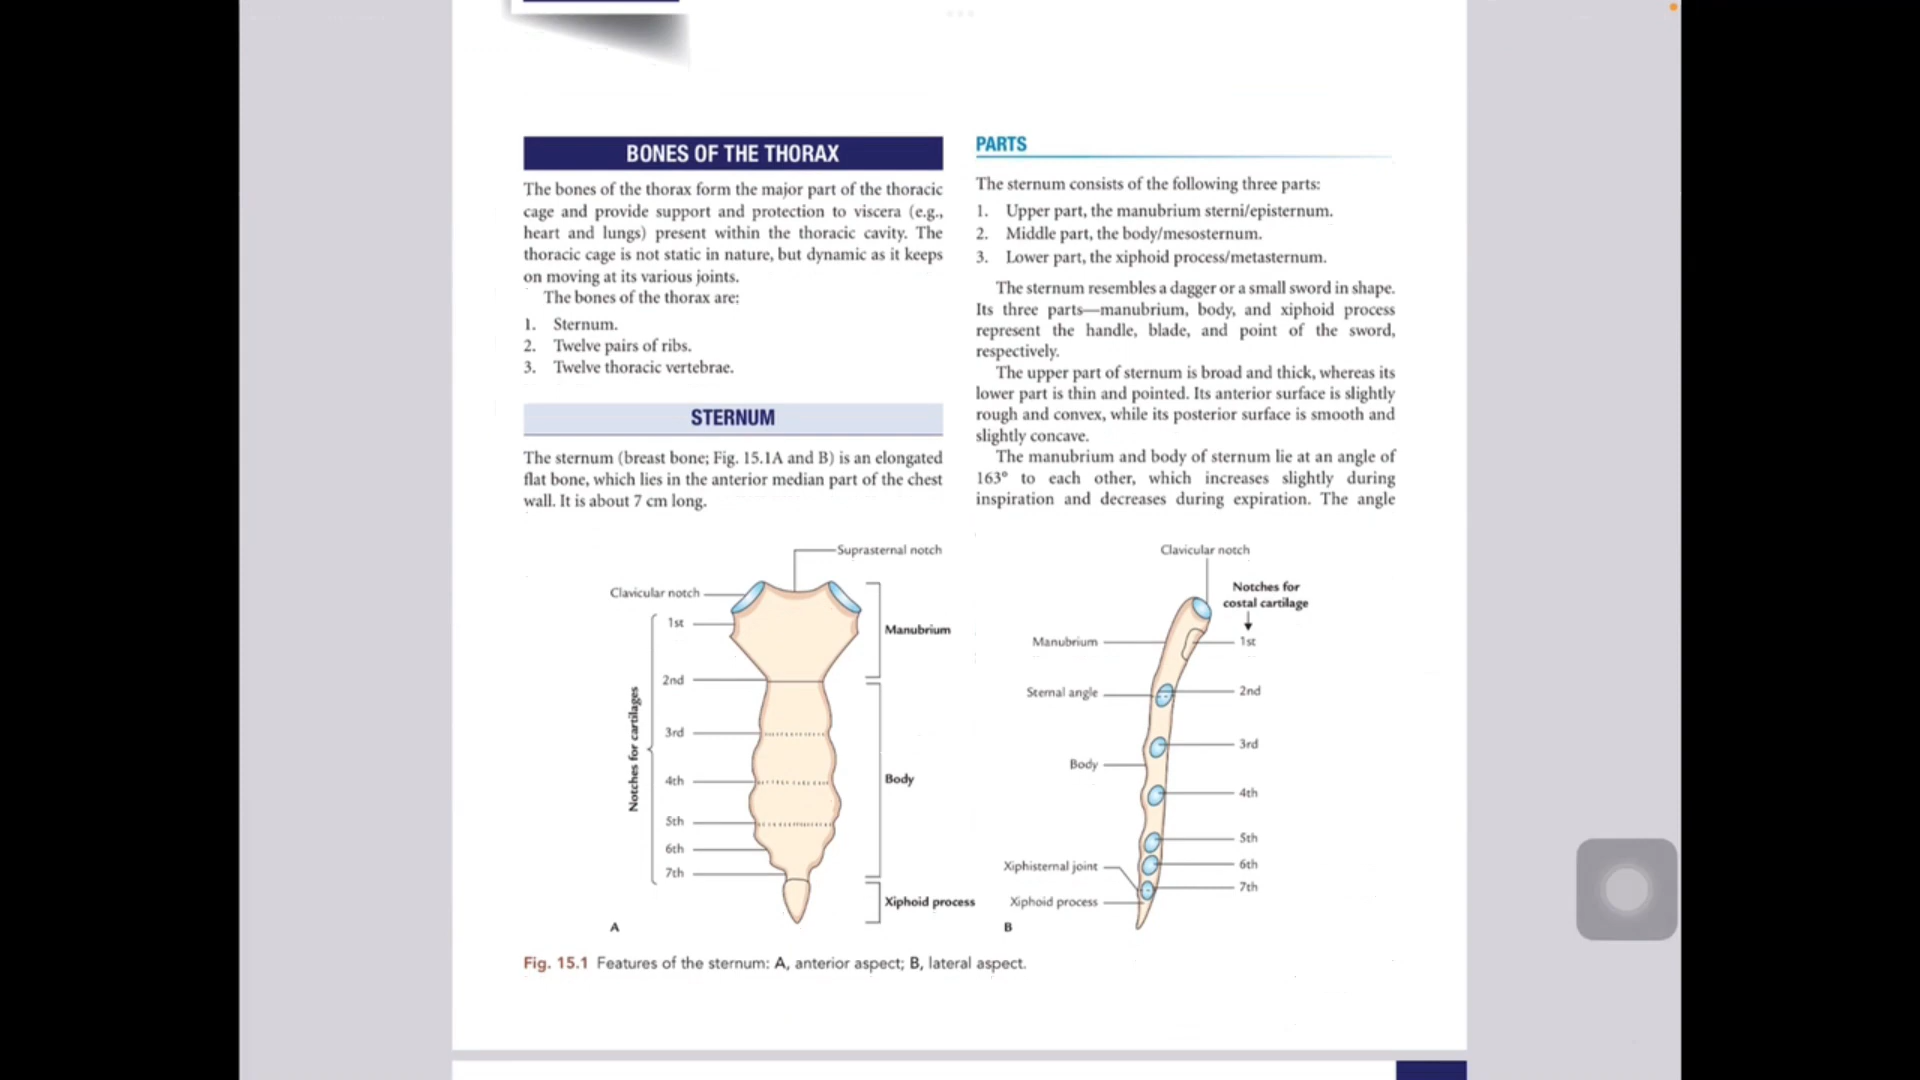 BONES OF THE THORAX
The bones of the thorax form the major part of the thoracic
cage and provide support and protection to viscera (e.g.,
heart and lungs) present within the thoracic cavity. The
thoracic cage is not static in nature, but dynamic as it keeps
on moving at its various joints.
The bones of the thorax are:
1. Sternum.
2. Twelve pairs of ribs.
3. Twelve thoracic vertebrae.
STERNUM
The sternum (breast bone; Fig. 15.1A and B) is an elongated
flat bone, which lies in the anterior median part of the chest
wall. It is about 7 cm long.
PARTS
The sternum consists of the following three parts:
1. Upper part, the manubrium sterni/episternum.
2. Middle part, the body/mesosternum.
3. Lower part, the xiphoid process/metasternum.
The sternum resembles a dagger or a small sword in shape.
Its three parts—manubrium, body, and xiphoid process
represent the handle, blade, and point of the sword,
respectively.
The upper part of sternum is broad and thick, whereas its
lower part is thin and pointed. Its anterior surface is slightly
rough and convex, while its posterior surface is smooth and
slightly concave.
The manubrium and body of sternum lie at an angle of
163° to each other, which increases slightly during
inspiration and decreases during expiration. The angle
Suprasternal notch
Clavicular notch
1st
Manubrium
2nd
Notches for cartilages
3rd
4th
Body
5th
6th
7th
Xiphoid process
A
Clavicular notch
Notches for
costal cartilage
Manubrium
1st
Sternal angle
2nd
3rd
Body
4th
5th
Xiphisternal joint
6th
7th
Xiphoid process
B
Fig. 15.1 Features of the sternum: A, anterior aspect; B, lateral aspect.